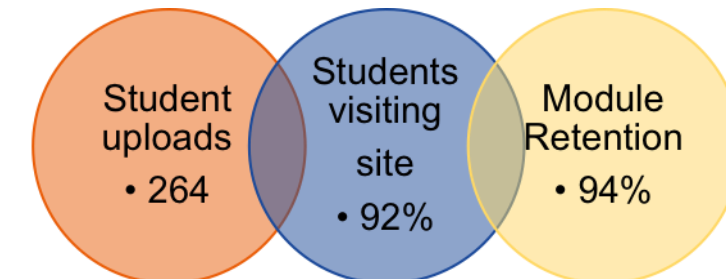 Student
uploads
• 264
Students
visiting
site
• 92%
Module
Retention
• 94%